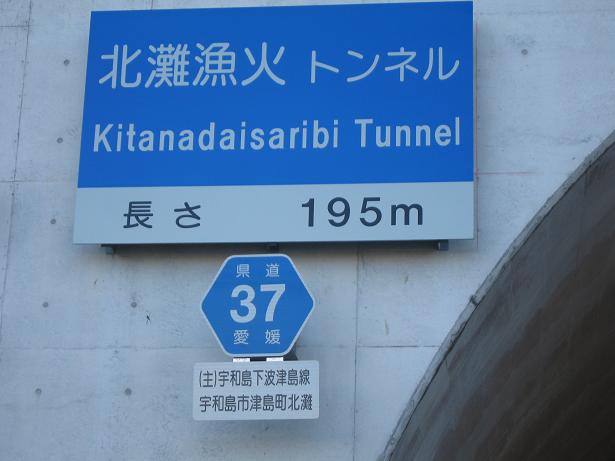 北灘漁火 トンネル
Kitanadaisaribi Tunnel
長さ 195m
県道
37
愛媛
(主)宇和島下波津島線
宇和島市津島町北灘